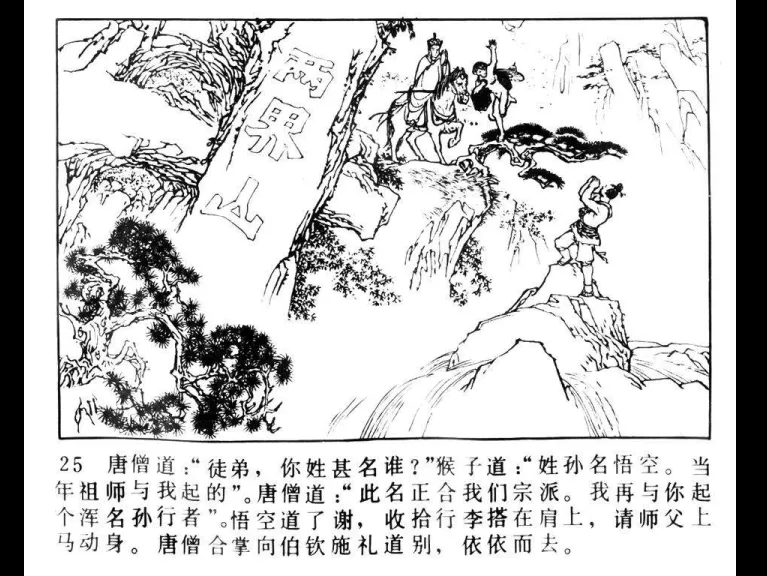 两界山
25 唐僧道：“徒弟，你姓甚名谁？”猴子道：“姓孙名悟空。当
年祖师与我起的”。唐僧道：“此名正合我们宗派。我再与你起
个浑名孙行者”。悟空道了谢，收拾行李搭在肩上，请师父上
马动身。唐僧合掌向伯钦施礼道别，依依而去。